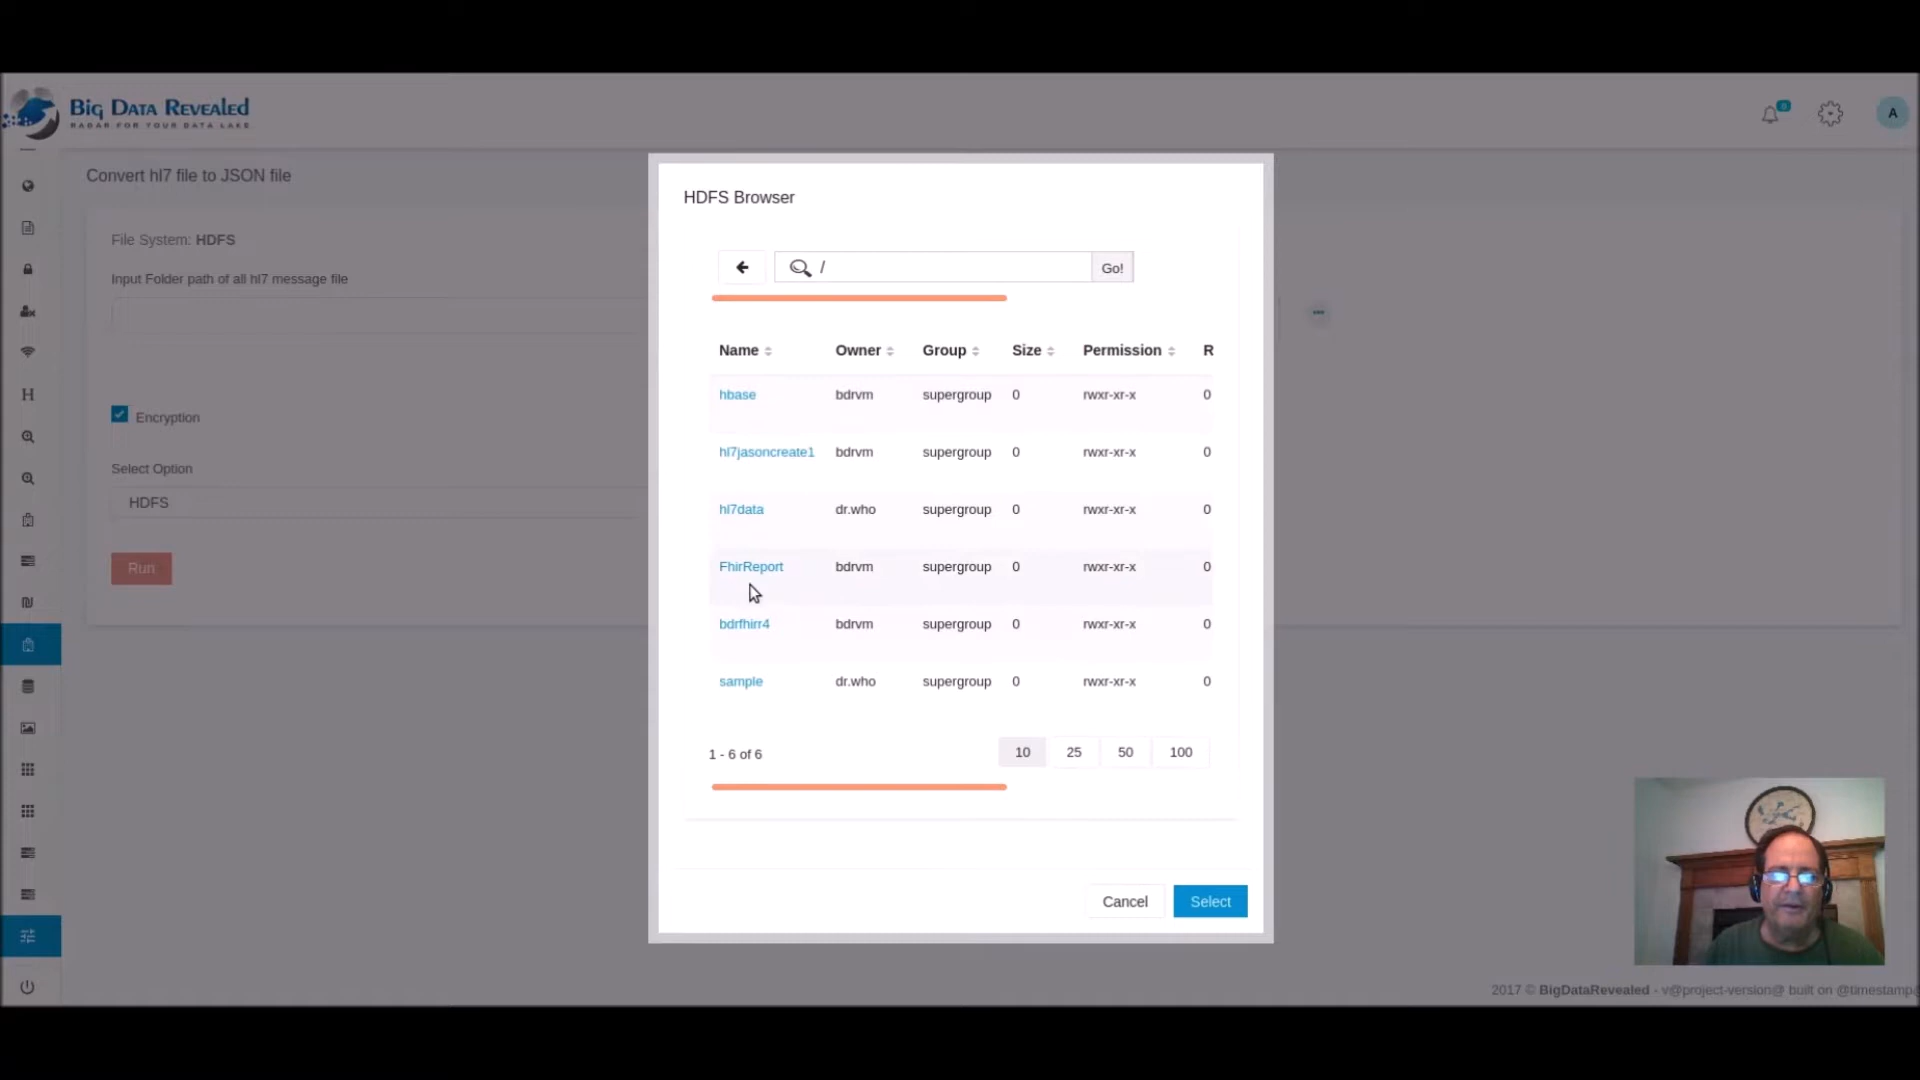 Big Data Revealed
RADAR FOR YOUR DATA LAKE
0
A
Convert hl7 file to JSON file
File System: HDFS
Input Folder path of all hl7 message file
Encryption
Select Option
HDFS
Run
H
HDFS Browser
/ Go!
Name Owner Group Size Permission R
hbase bdrvm supergroup 0 rwxr-xr-x 0
hl7jasoncreate1 bdrvm supergroup 0 rwxr-xr-x 0
hl7data dr.who supergroup 0 rwxr-xr-x 0
FhirReport bdrvm supergroup 0 rwxr-xr-x 0
bdrfhirr4 bdrvm supergroup 0 rwxr-xr-x 0
sample dr.who supergroup 0 rwxr-xr-x 0
1 - 6 of 6 10 25 50 100
Cancel Select
2017 © BigDataRevealed - v@project-version@ built on @timestamp@